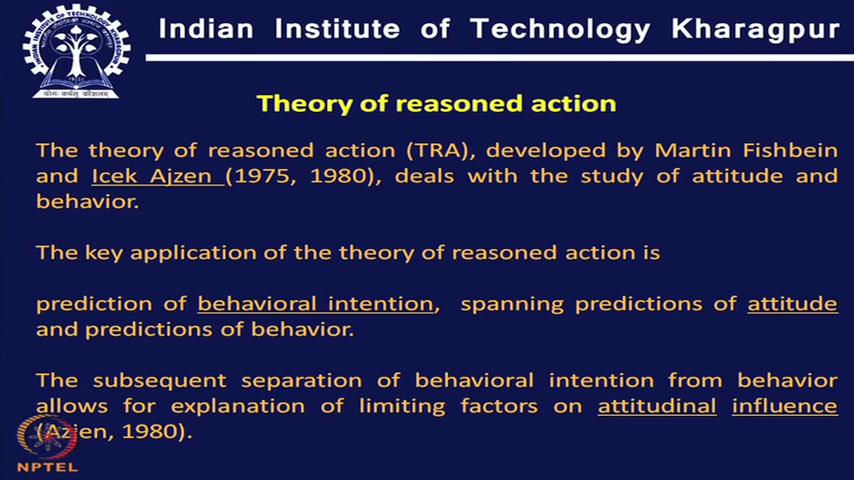 Indian Institute of Technology Kharagpur
Theory of reasoned action
The theory of reasoned action (TRA), developed by Martin Fishbein
and Icek Ajzen (1975, 1980), deals with the study of attitude and
behavior.
The key application of the theory of reasoned action is
prediction of behavioral intention, spanning predictions of attitude
and predictions of behavior.
The subsequent separation of behavioral intention from behavior
allows for explanation of limiting factors on attitudinal influence
(Azjen, 1980).
NPTEL